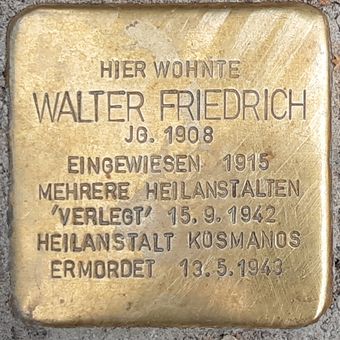 HIER WOHNTE
WALTER FRIEDRICH
JG. 1908
EINGEWIESEN 1915
MEHRERE HEILANSTALTEN
'VERLEGT' 15.9.1942
HEILANSTALT KOSMANOS
ERMORDET 13.5.1943